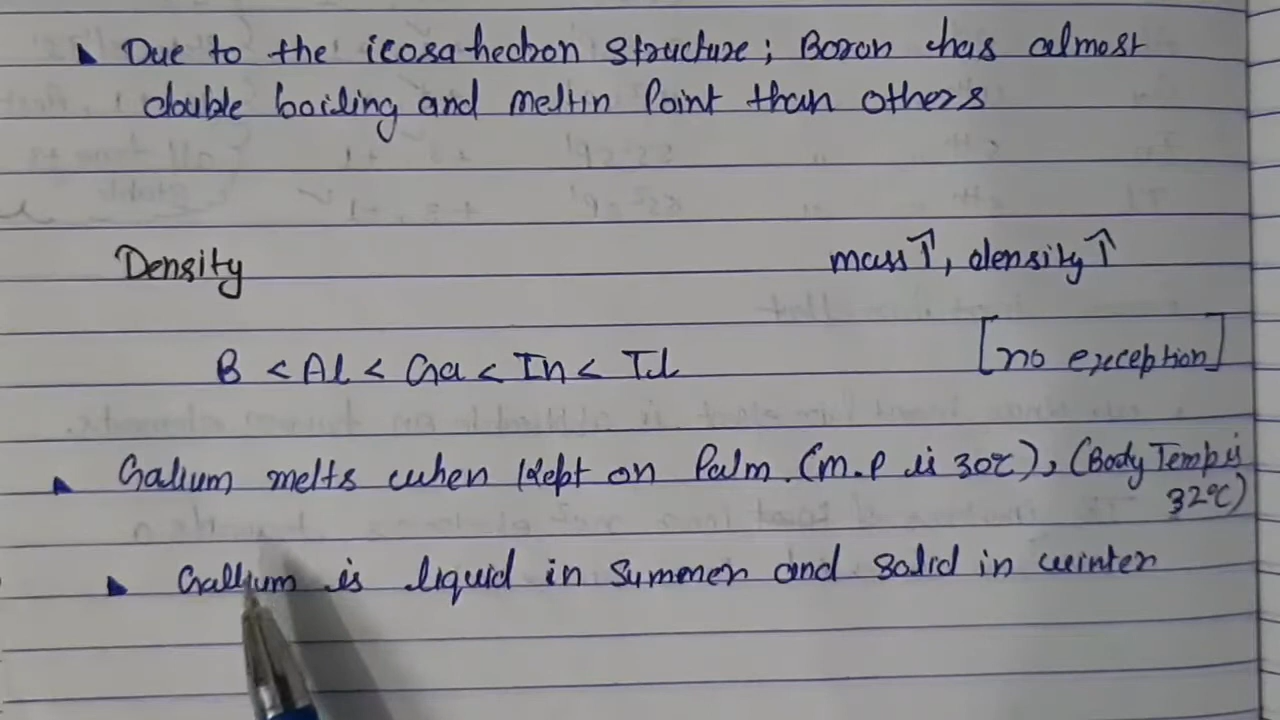 Due to the icosahedron structure; Boron has almost
double boiling and meltin Point than others
Density
mass↑, density↑
B < Al < Ga < In < Tl
[no exception]
Galium melts when kept on Palm. (m.p is 30°C), (Body Temp is
32°C)
Gallium is liquid in summer and solid in winter